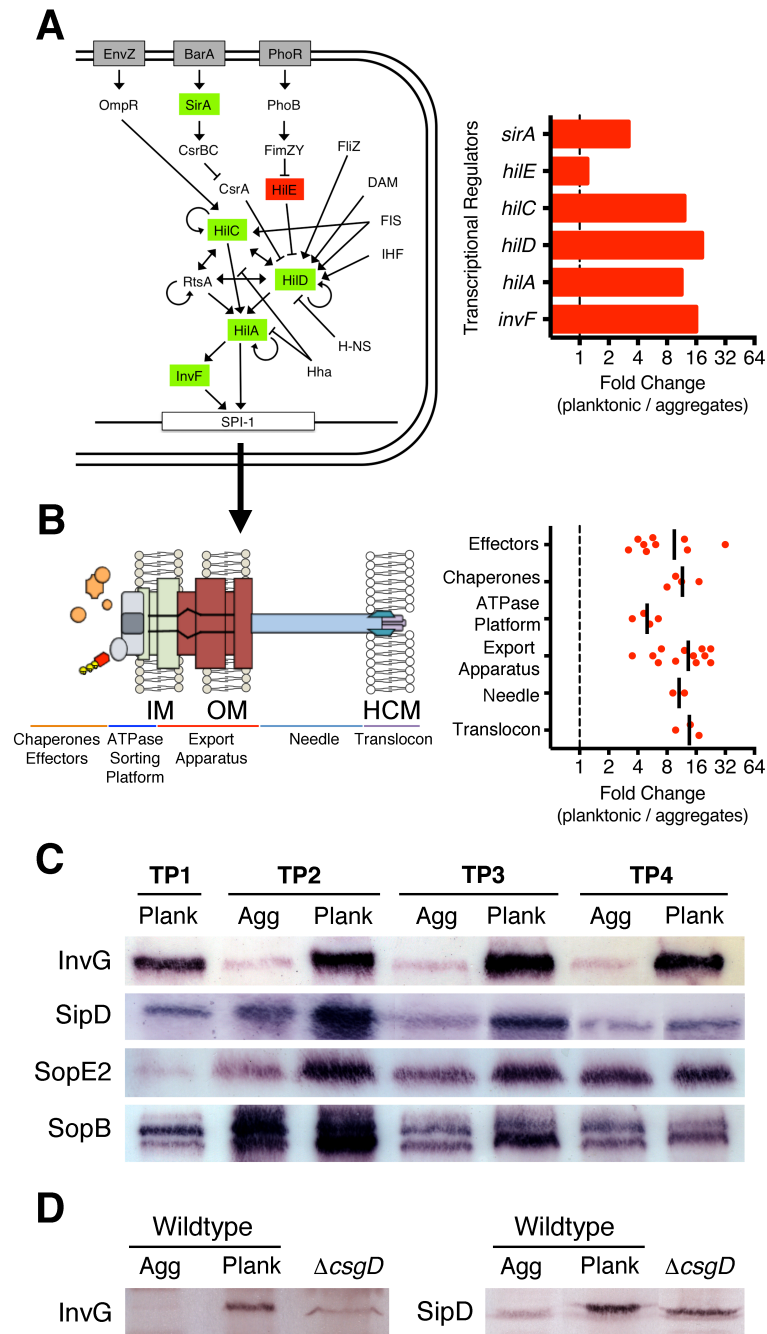 A
EnvZ BarA PhoR
OmpR SirA PhoB
CsrBC FimZY FliZ
CsrA HilE DAM
HilC FIS
IHF
RtsA HilD
HilA H-NS
Hha
InvF
SPI-1
Transcriptional Regulators
sirA
hilE
hilC
hilD
hilA
invF
1 2 4 8 16 32 64
Fold Change
(planktonic / aggregates)
B
IM OM HCM
Chaperones ATPase Export Needle Translocon
Effectors Sorting Apparatus
Platform
Effectors
Chaperones
ATPase
Platform
Export
Apparatus
Needle
Translocon
1 2 4 8 16 32 64
Fold Change
(planktonic / aggregates)
C
TP1 TP2 TP3 TP4
Plank Agg Plank Agg Plank Agg Plank
InvG
SipD
SopE2
SopB
D
Wildtype Wildtype
Agg Plank ΔcsgD Agg Plank ΔcsgD
InvG SipD